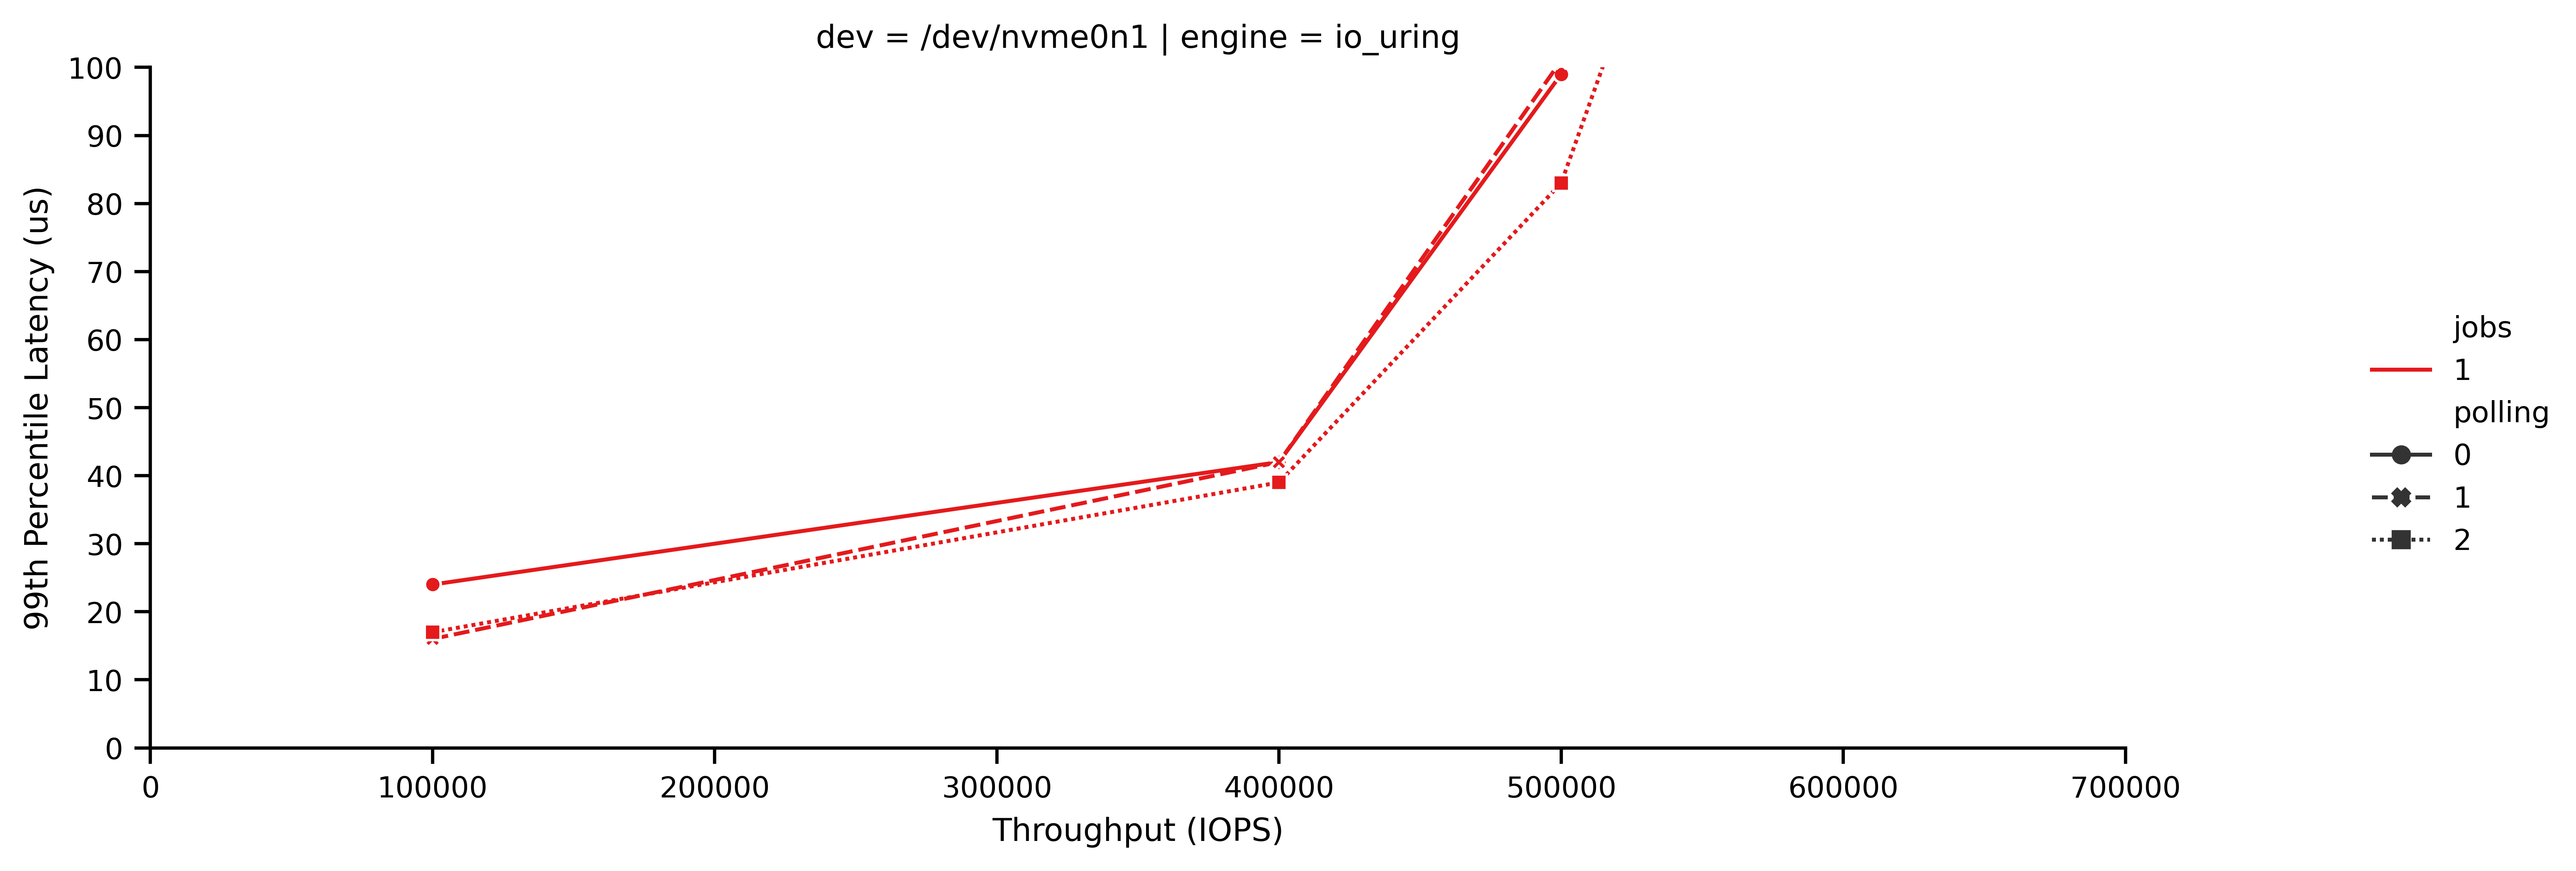 dev = /dev/nvme0n1 | engine = io_uring
100
90
80
70
60
50
40
30
20
10
0
99th Percentile Latency (us)
0 100000 200000 300000 400000 500000 600000 700000
Throughput (IOPS)
jobs
1
polling
0
1
2